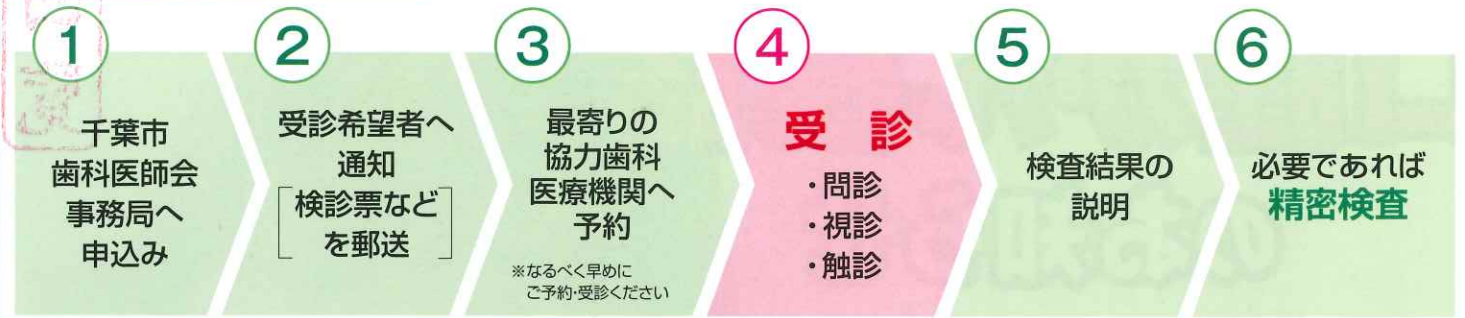 1
千葉市
歯科医師会
事務局へ
申込み
2
受診希望者へ
通知
検診票など
を郵送
3
最寄りの
協力歯科
医療機関へ
予約
※なるべく早めに
ご予約・受診ください
4
受 診
・問診
・視診
・触診
5
検査結果の
説明
6
必要であれば
精密検査